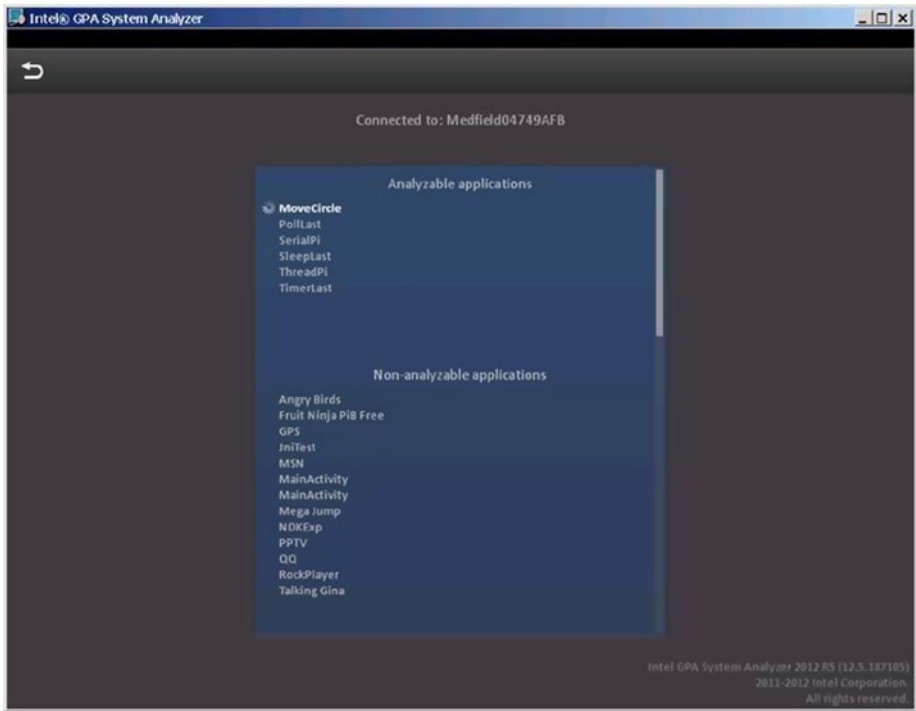 Intel® GPA System Analyzer
Connected to: Medfield04749AFB
Analyzable applications
MoveCircle
PollLast
SerialPi
SleepLast
ThreadPi
TimerLast
Non-analyzable applications
Angry Birds
Fruit Ninja PiB Free
GPS
JniTest
MSN
MainActivity
MainActivity
Mega Jump
NDKExp
PPTV
QQ
RockPlayer
Talking Gina
Intel GPA System Analyzer 2012 R5 (12.5.187105)
2011-2012 Intel Corporation.
All rights reserved.